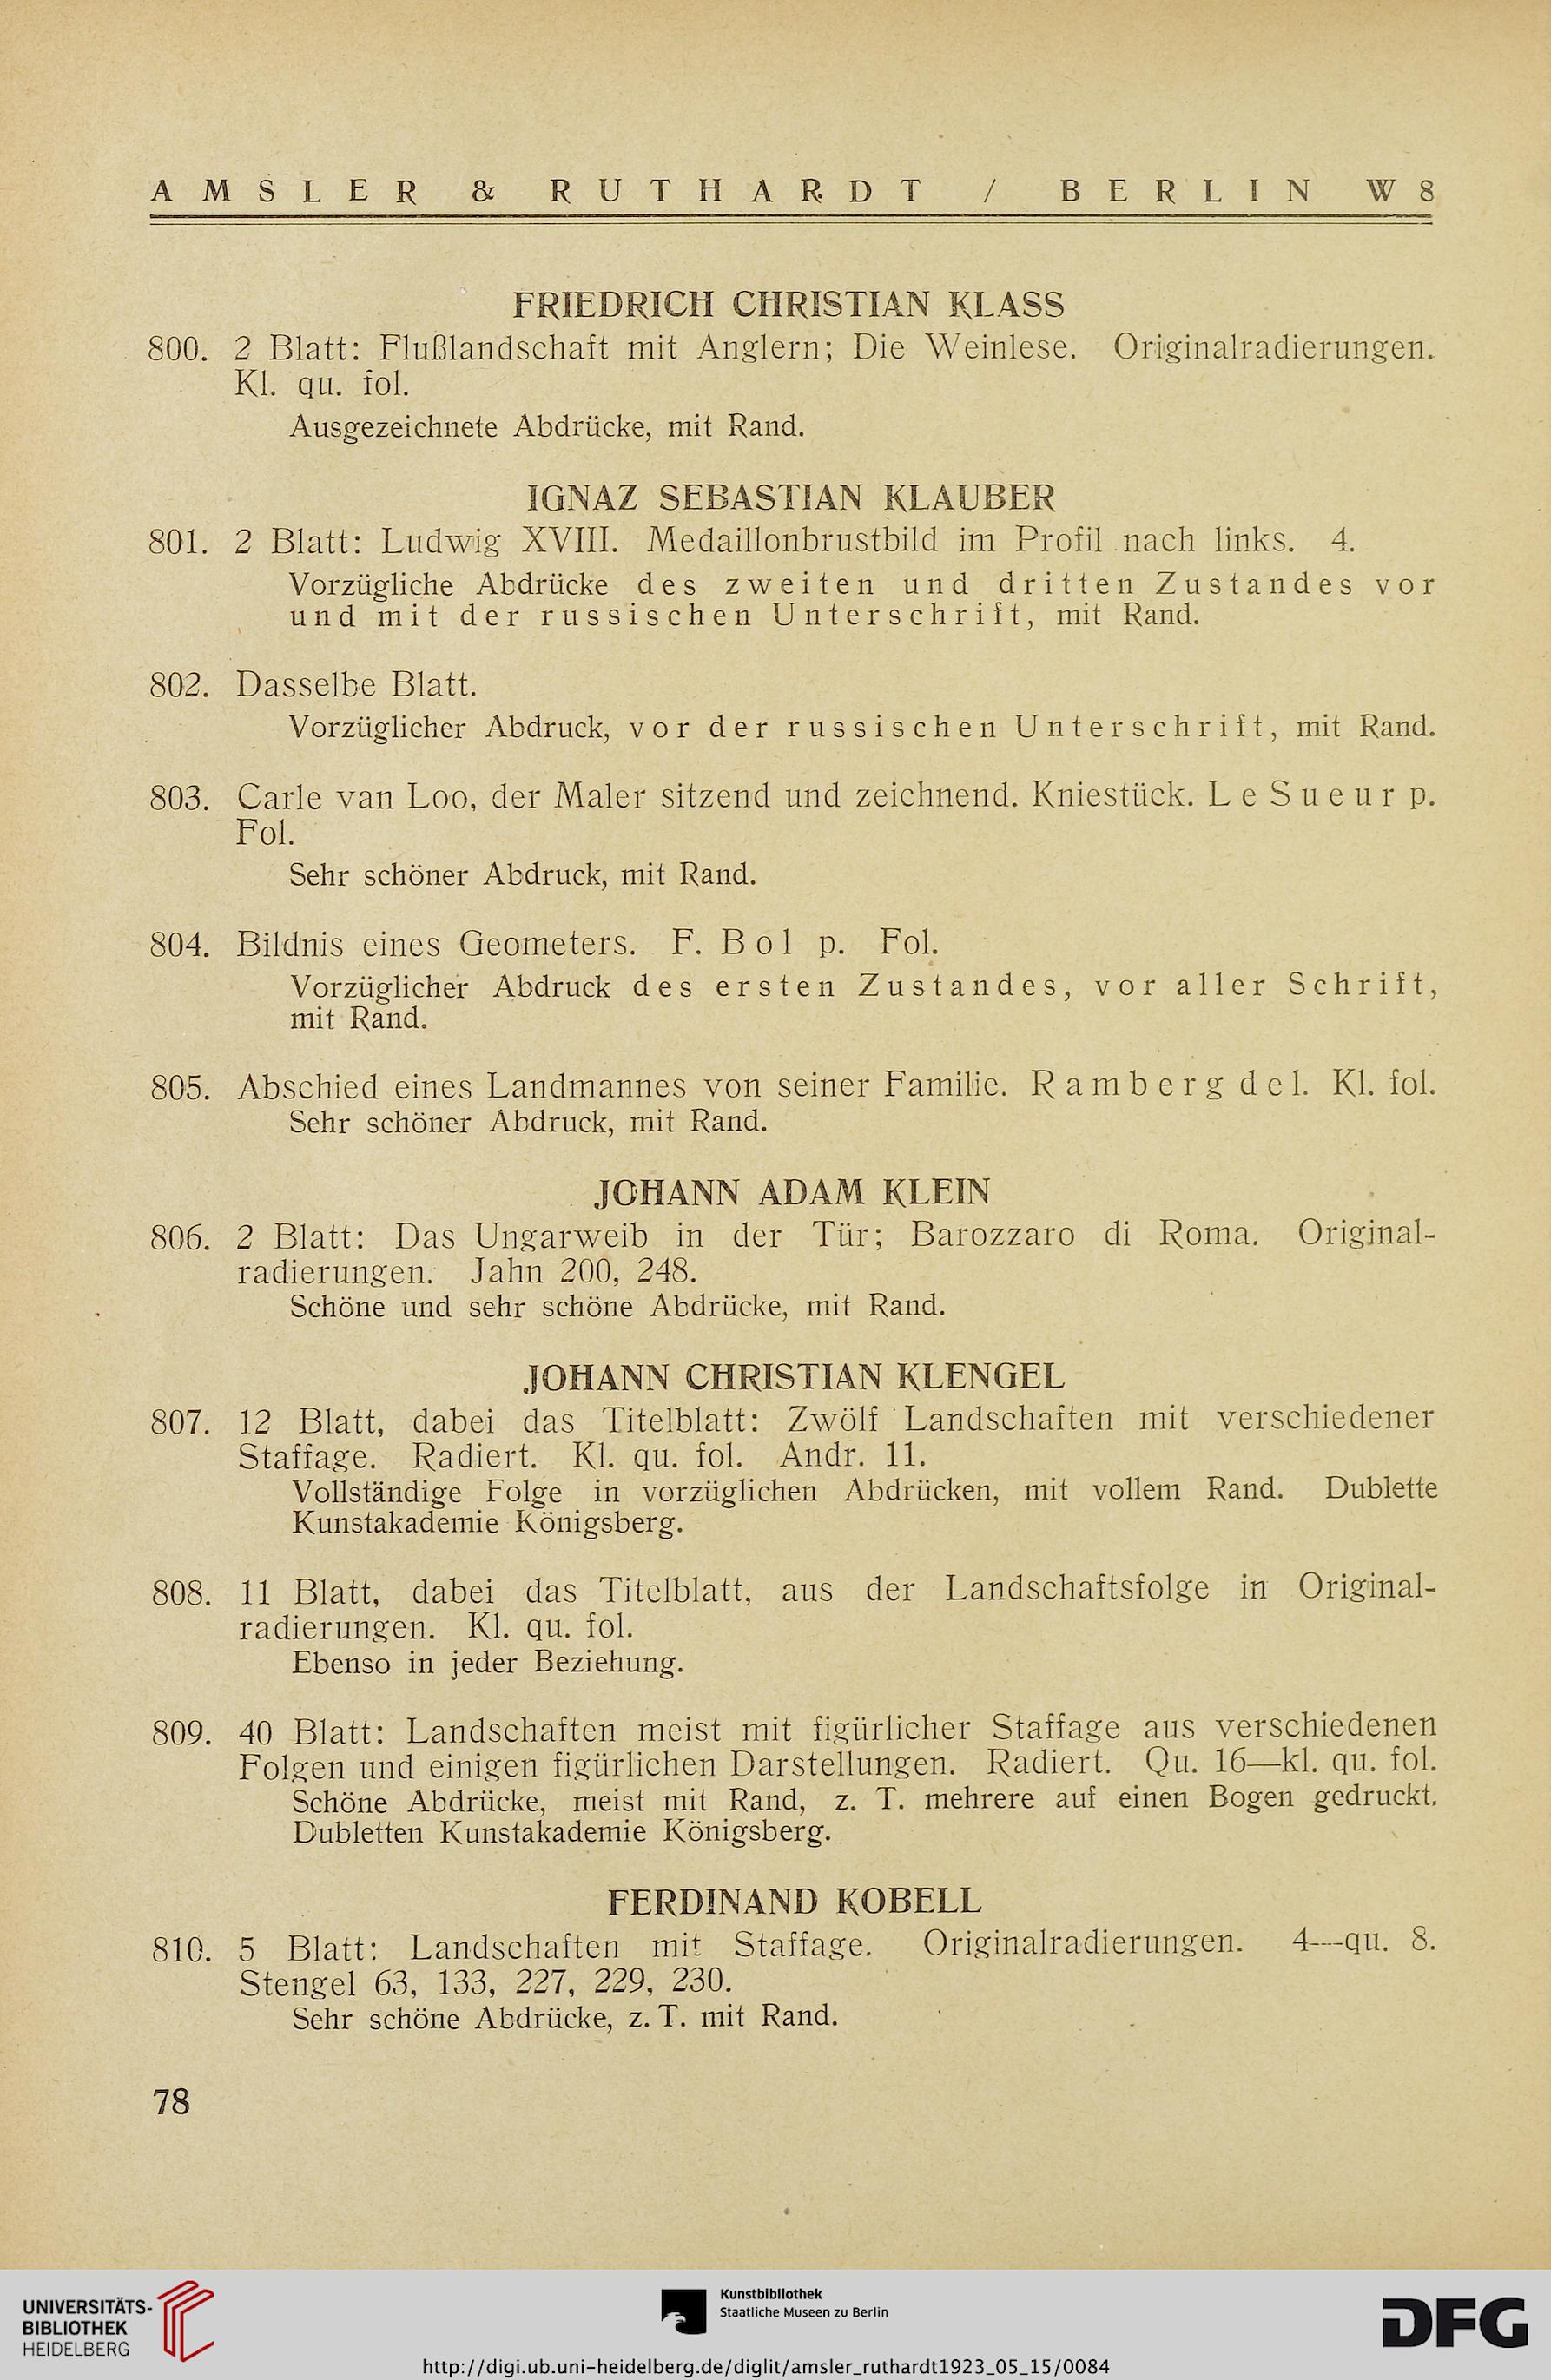 AMSLER & RUTHARDT / BERLIN W 8
FRIEDRICH CHRISTIAN KLASS
800. 2 Blatt: Flußlandschaft mit Anglern; Die Weinlese. Originalradierungen.
Kl. qu. fol.
Ausgezeichnete Abdrücke, mit Rand.
IGNAZ SEBASTIAN KLAUBER
801. 2 Blatt: Ludwig XVIII. Medaillonbrustbild im Profil nach links. 4.
Vorzügliche Abdrücke des zweiten und dritten Zustandes vor
und mit der russischen Unterschrift, mit Rand.
802. Dasselbe Blatt.
Vorzüglicher Abdruck, vor der russischen Unterschrift, mit Rand.
803. Carle van Loo, der Maler sitzend und zeichnend. Kniestück. Le Sueur p.
Fol.
Sehr schöner Abdruck, mit Rand.
804. Bildnis eines Geometers. F. Bol p. Fol.
Vorzüglicher Abdruck des ersten Zustandes, vor aller Schrift,
mit Rand.
805. Abschied eines Landmannes von seiner Familie. Ramberg del. Kl. fol.
Sehr schöner Abdruck, mit Rand.
JOHANN ADAM KLEIN
806. 2 Blatt: Das Ungarweib in der Tür; Barozzaro di Roma. Original-
radierungen. Jahn 200, 248.
Schöne und sehr schöne Abdrücke, mit Rand.
JOHANN CHRISTIAN KLENGEL
807. 12 Blatt, dabei das Titelblatt: Zwölf Landschaften mit verschiedener
Staffage. Radiert. Kl. qu. fol. Andr. 11.
Vollständige Folge in vorzüglichen Abdrücken, mit vollem Rand. Dublette
Kunstakademie Königsberg.
808. 11 Blatt, dabei das Titelblatt, aus der Landschaftsfolge in Original-
radierungen. Kl. qu. fol.
Ebenso in jeder Beziehung.
809. 40 Blatt: Landschaften meist mit figürlicher Staffage aus verschiedenen
Folgen und einigen figürlichen Darstellungen. Radiert. Qu. 16—kl. qu. fol.
Schöne Abdrücke, meist mit Rand, z. T. mehrere auf einen Bogen gedruckt.
Dubletten Kunstakademie Königsberg.
FERDINAND KOBELL
810. 5 Blatt: Landschaften mit Staffage. Originalradierungen. 4—qu. 8.
Stengel 63, 133, 227, 229, 230.
Sehr schöne Abdrücke, z. T. mit Rand.
78
UNIVERSITÄTS-
BIBLIOTHEK
HEIDELBERG
Kunstbibliothek
Staatliche Museen zu Berlin
DFG
http://digi.ub.uni-heidelberg.de/diglit/amsler_ruthardt1923_05_15/0084